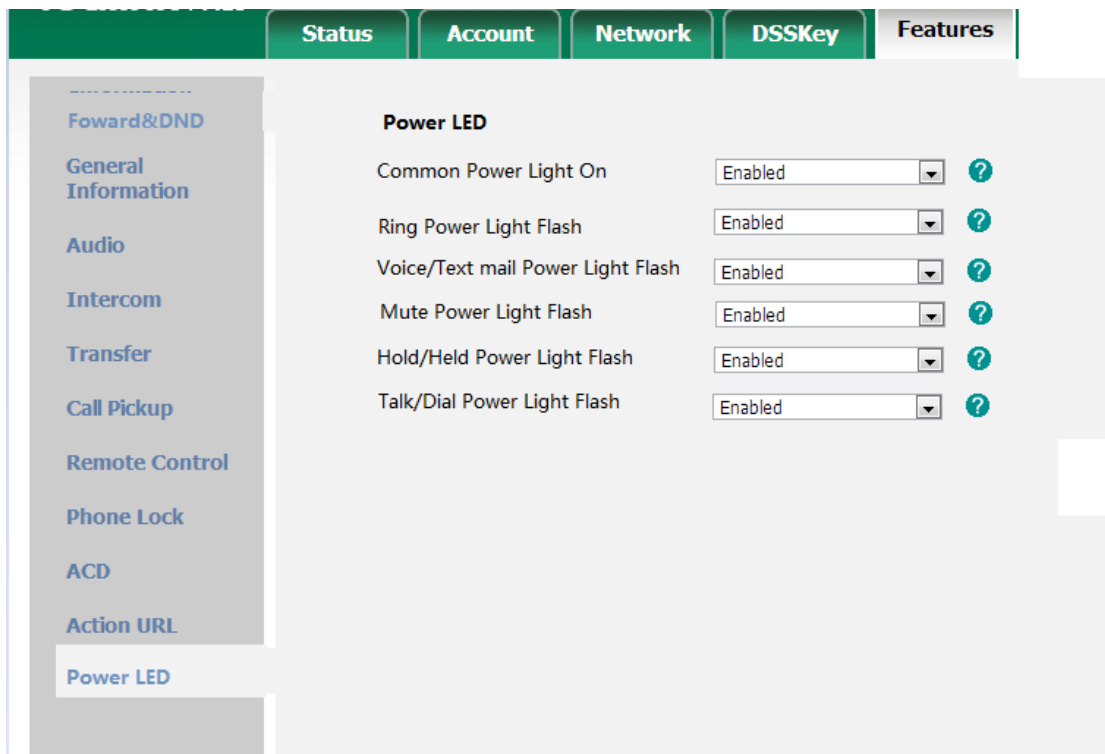 Status Account Network DSSKey Features
Foward&DND
General
Information
Audio
Intercom
Transfer
Call Pickup
Remote Control
Phone Lock
ACD
Action URL
Power LED
Power LED
Common Power Light On Enabled ?
Ring Power Light Flash Enabled ?
Voice/Text mail Power Light Flash Enabled ?
Mute Power Light Flash Enabled ?
Hold/Held Power Light Flash Enabled ?
Talk/Dial Power Light Flash Enabled ?